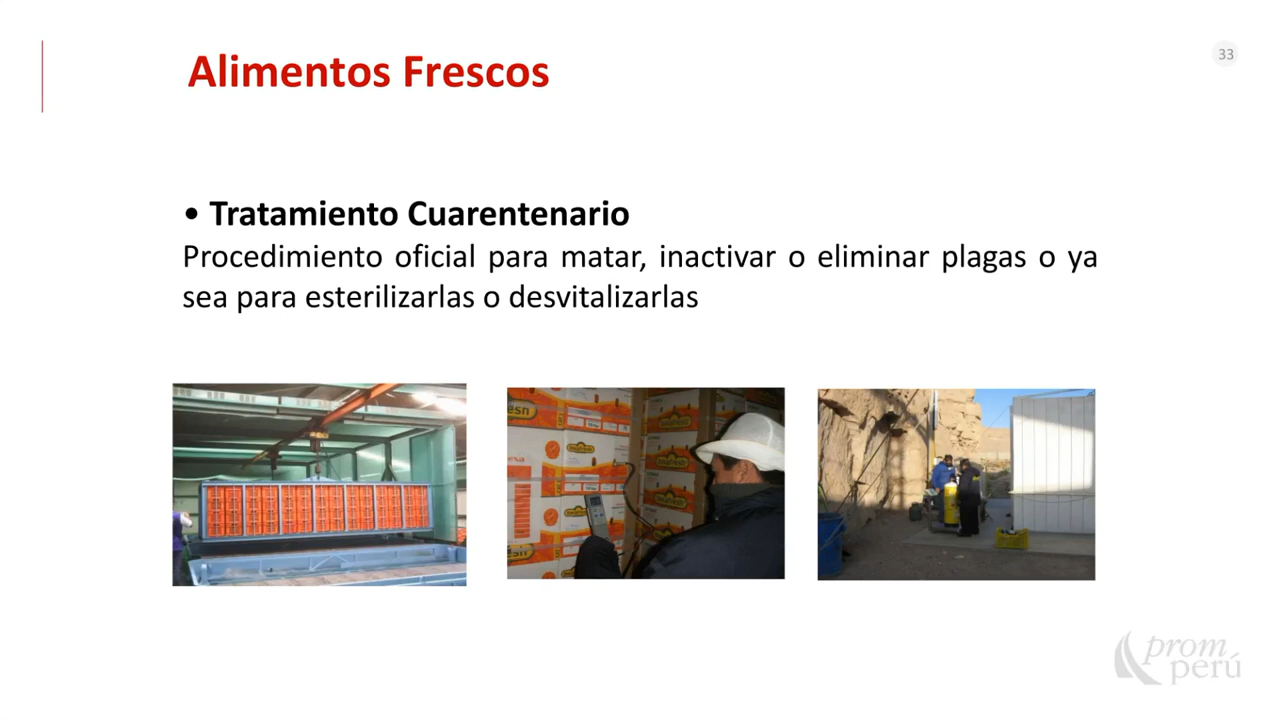 Alimentos Frescos
33
• Tratamiento Cuarentenario
Procedimiento oficial para matar, inactivar o eliminar plagas o ya
sea para esterilizarlas o desvitalizarlas
prom
perú